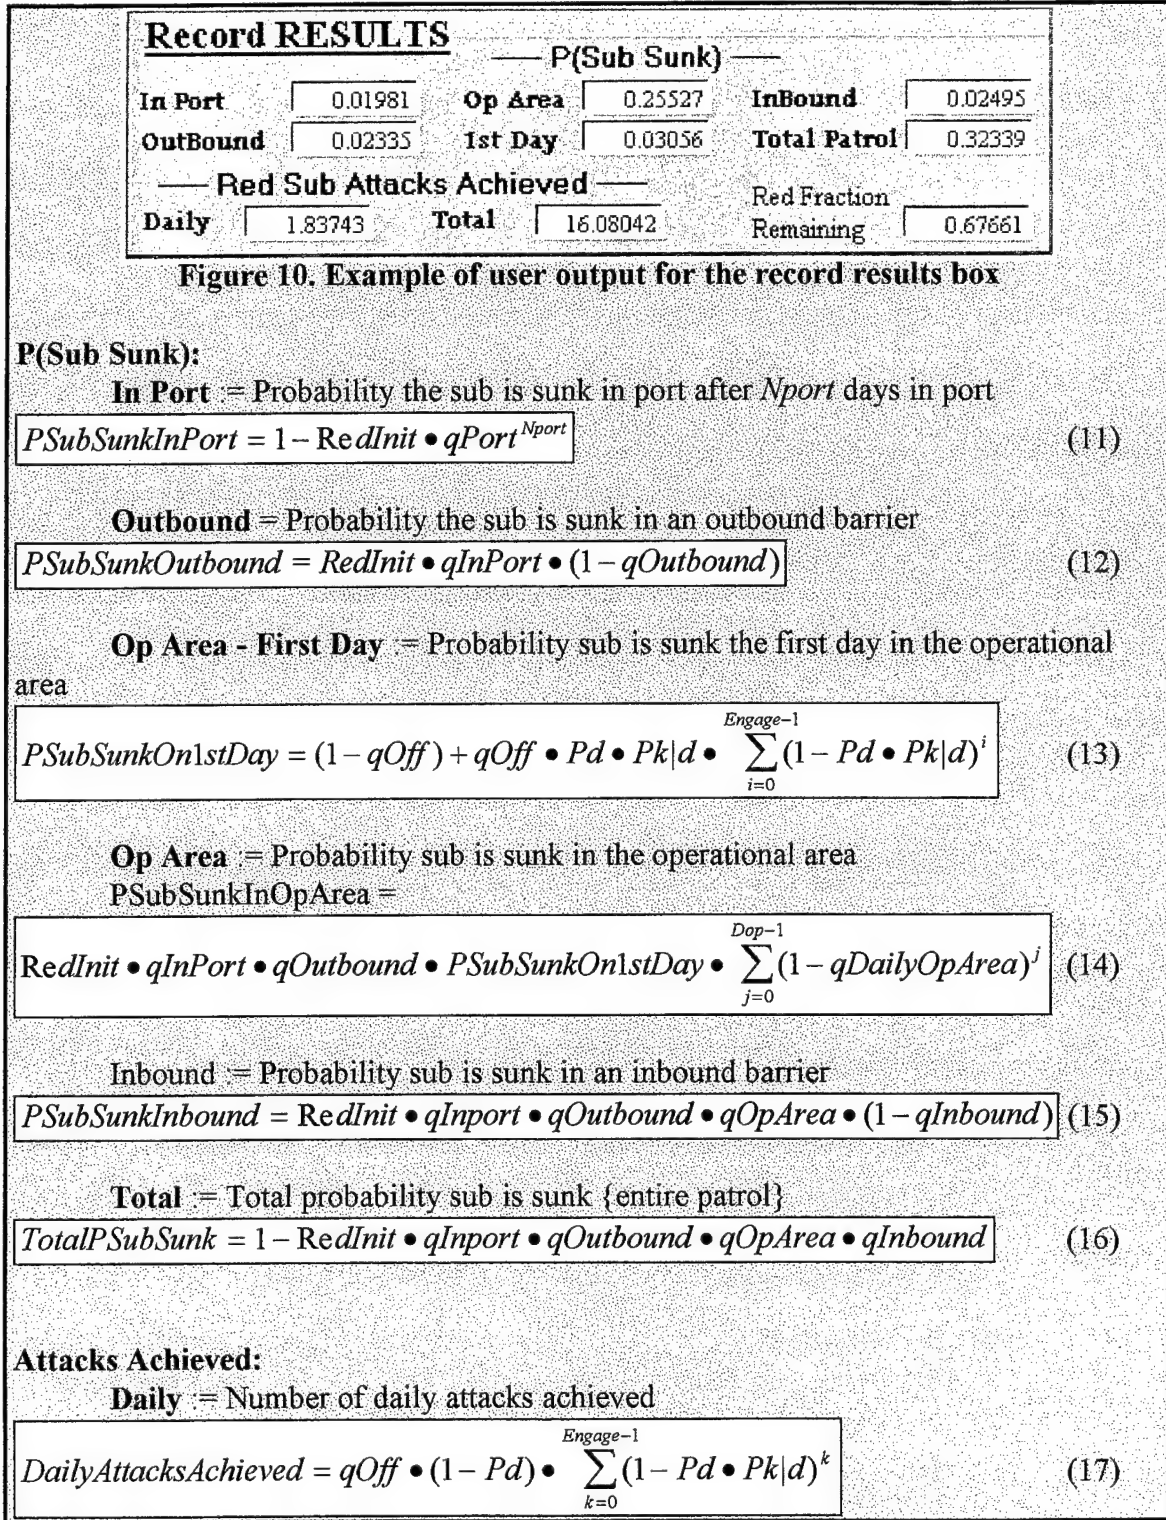 Record RESULTS
P(Sub Sunk)
In Port 0.01981 Op Area 0.25527 InBound 0.02495
OutBound 0.02335 1st Day 0.03056 Total Patrol 0.32339
Red Sub Attacks Achieved
Red Fraction
Daily 1.83743 Total 16.08042 Remaining 0.67661
Figure 10. Example of user output for the record results box
P(Sub Sunk):
In Port := Probability the sub is sunk in port after Nport days in port
PSubSunkInPort = 1 – RedInit • qPort^Nport (11)
Outbound = Probability the sub is sunk in an outbound barrier
PSubSunkOutbound = RedInit • qInPort • (1 – qOutbound) (12)
Op Area - First Day := Probability sub is sunk the first day in the operational
area
PSubSunkOn1stDay = (1 – qOff) + qOff • Pd • Pk|d • ∑_{i=0}^{Engage–1} (1 – Pd • Pk|d)^i (13)
Op Area := Probability sub is sunk in the operational area
PSubSunkInOpArea =
RedInit • qInPort • qOutbound • PSubSunkOn1stDay • ∑_{j=0}^{Dop–1} (1 – qDailyOpArea)^j (14)
Inbound := Probability sub is sunk in an inbound barrier
PSubSunkInbound = RedInit • qInport • qOutbound • qOpArea • (1 – qInbound) (15)
Total := Total probability sub is sunk {entire patrol}
TotalPSubSunk = 1 – RedInit • qInport • qOutbound • qOpArea • qInbound (16)
Attacks Achieved:
Daily := Number of daily attacks achieved
DailyAttacksAchieved = qOff • (1 – Pd) • ∑_{k=0}^{Engage–1} (1 – Pd • Pk|d)^k (17)